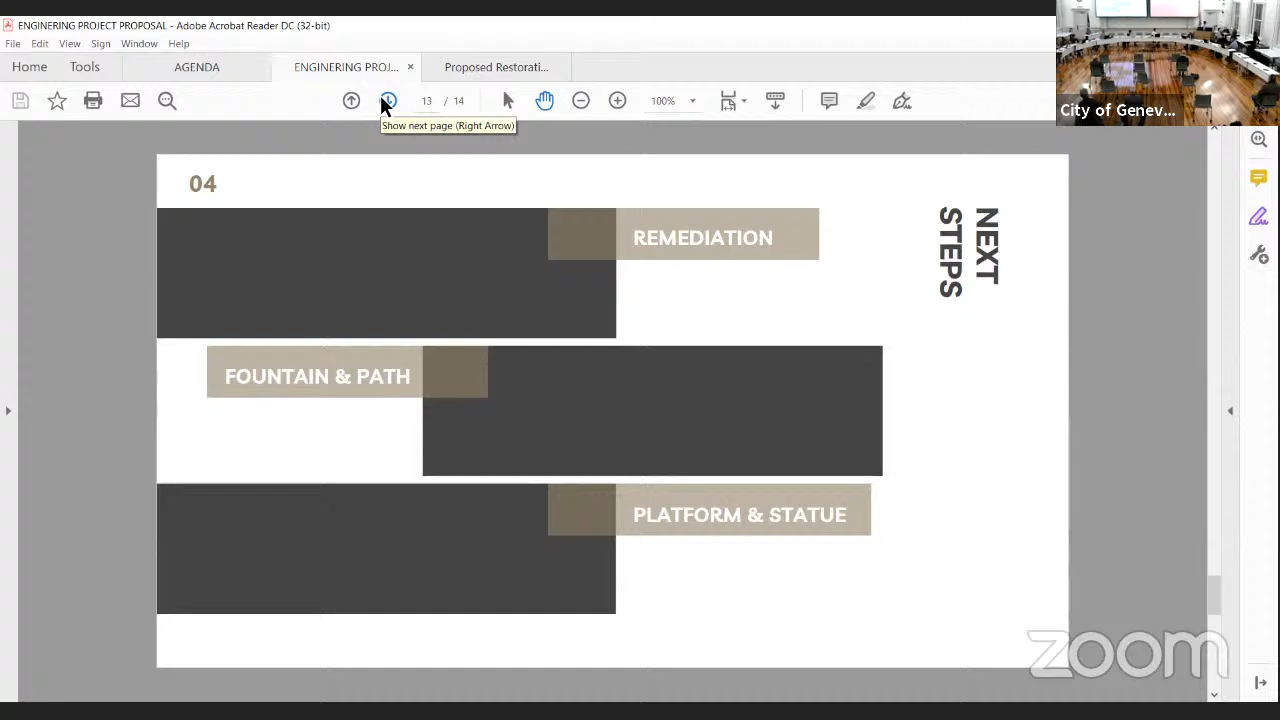 ENGINERING PROJECT PROPOSAL - Adobe Acrobat Reader DC (32-bit)
File Edit View Sign Window Help
Home Tools AGENDA ENGINERING PROJ... × Proposed Restorati...
13 / 14 100%
Show next page (Right Arrow)
City of Genev...
04
REMEDIATION
NEXT
STEPS
FOUNTAIN & PATH
PLATFORM & STATUE
zoom